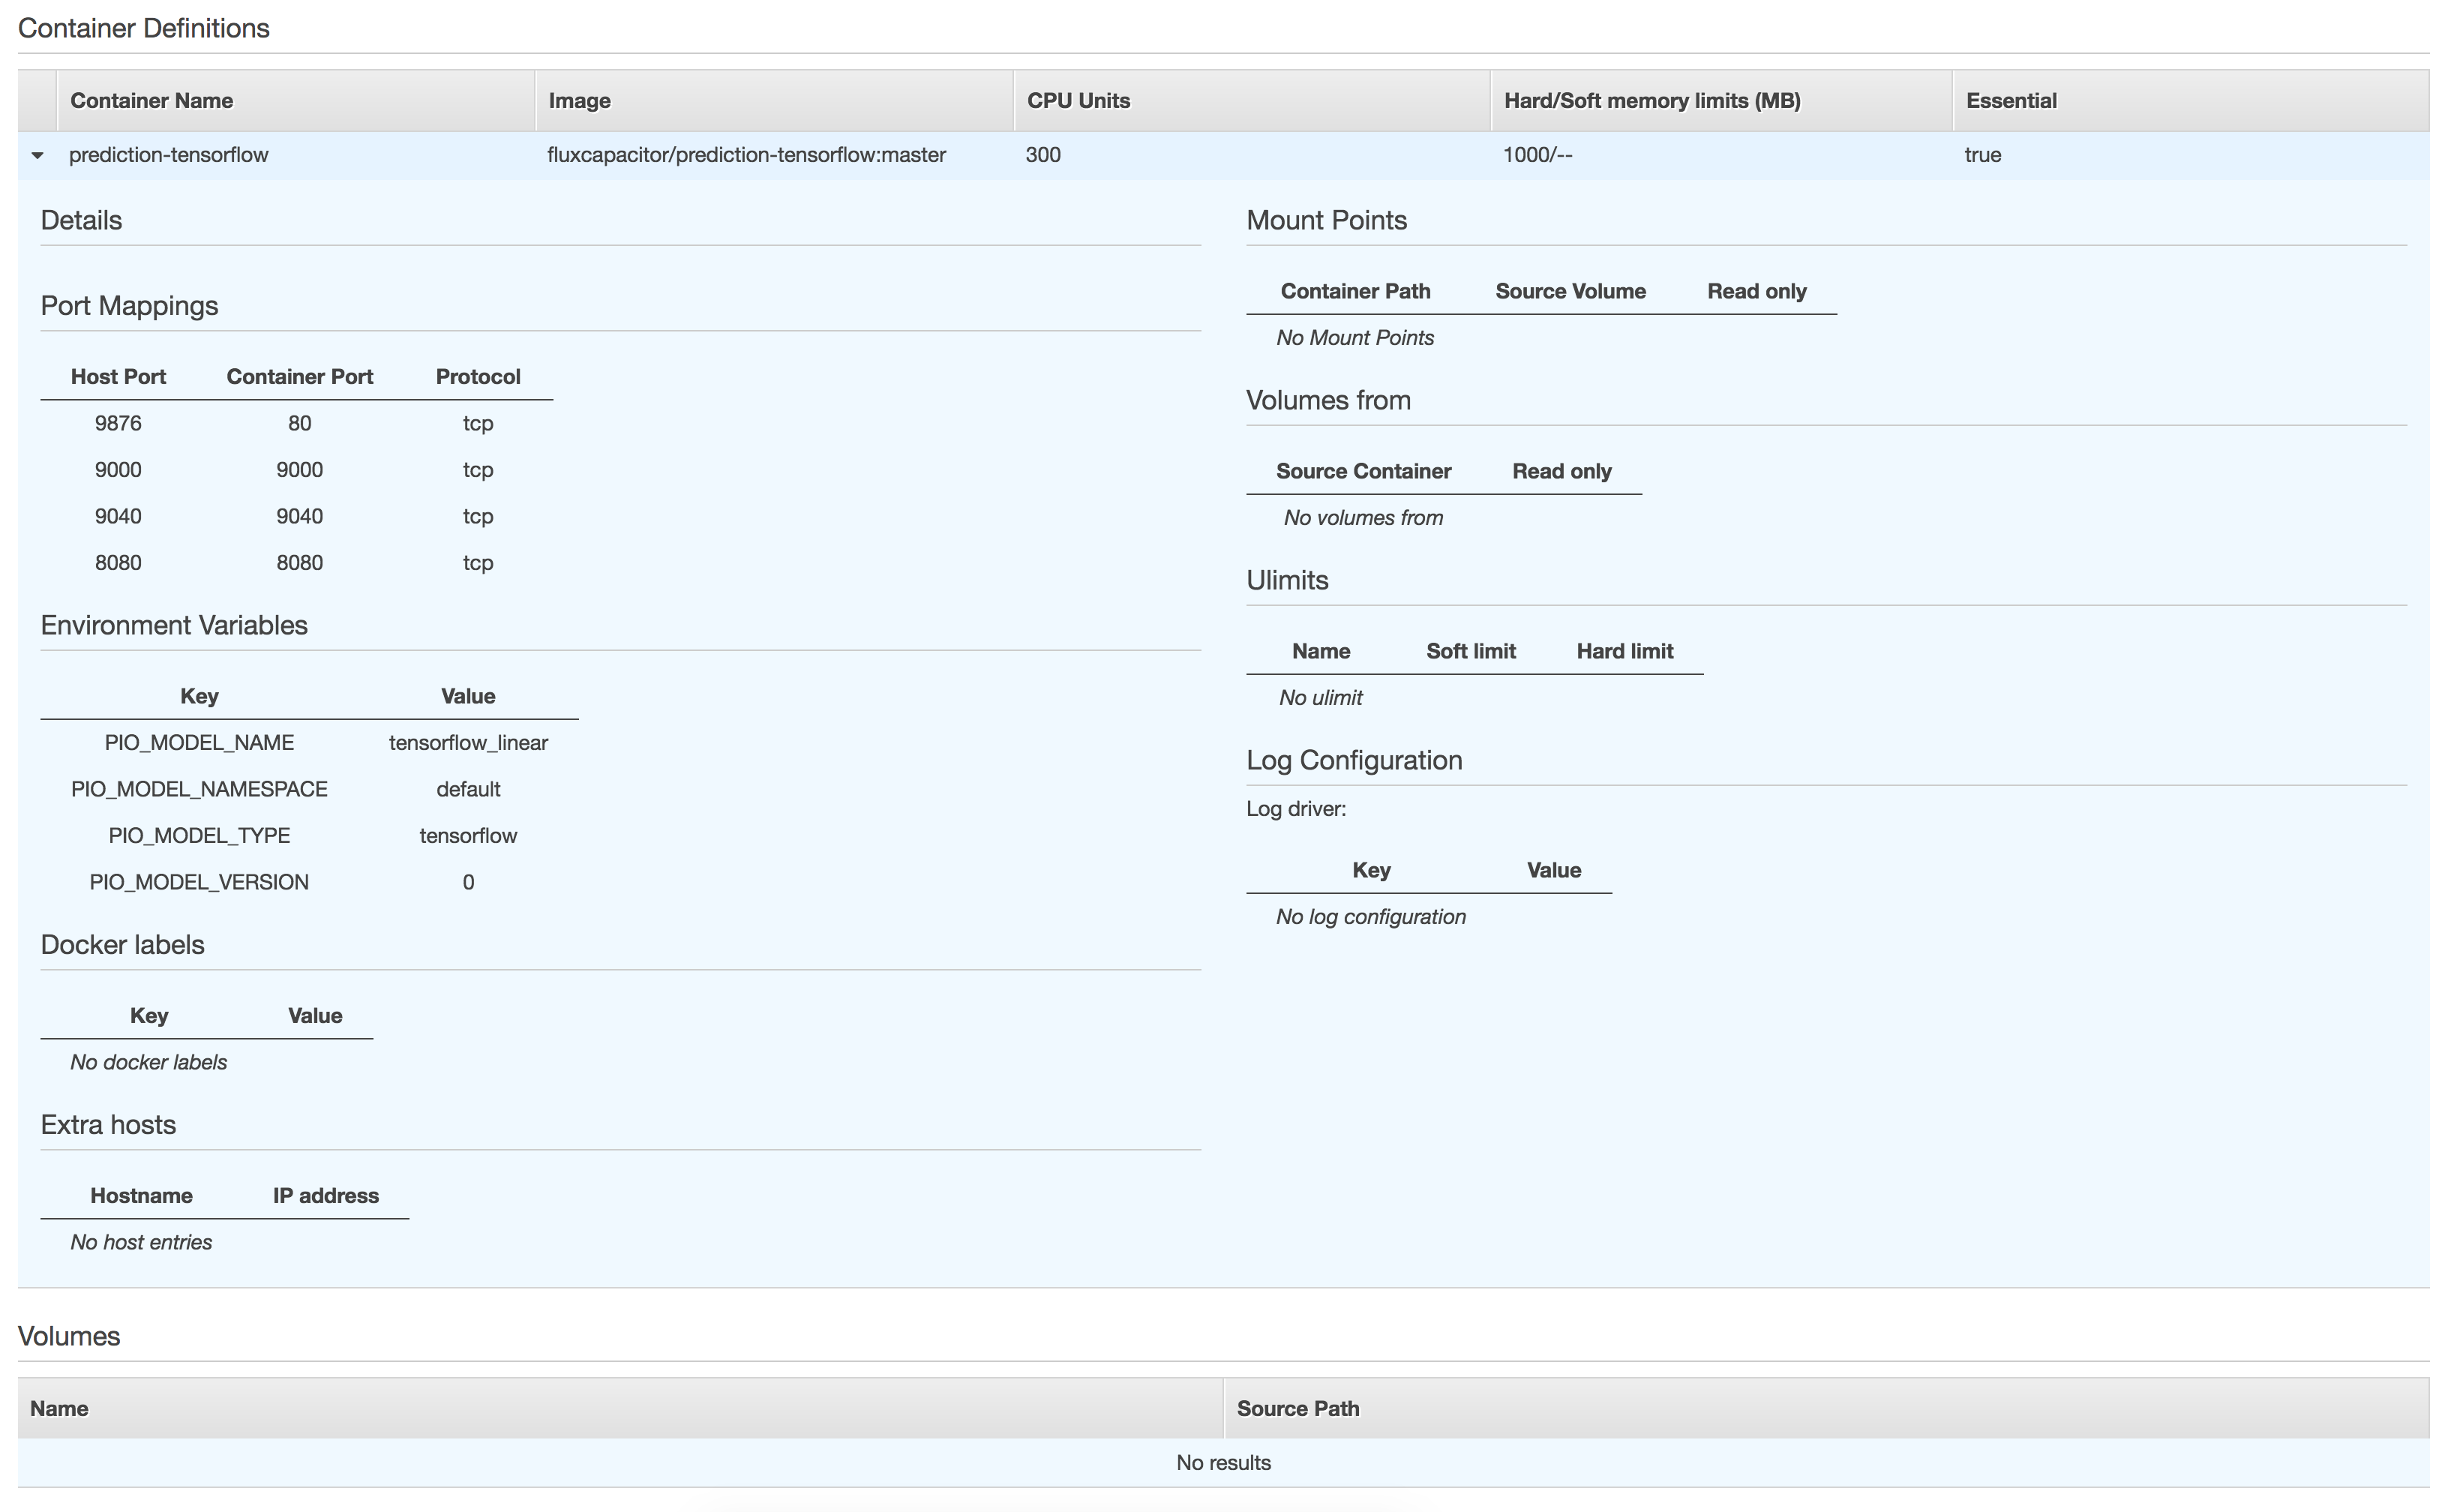 Container Definitions
Container Name Image CPU Units Hard/Soft memory limits (MB) Essential
prediction-tensorflow fluxcapacitor/prediction-tensorflow:master 300 1000/-- true
Details
Port Mappings
Host Port Container Port Protocol
9876 80 tcp
9000 9000 tcp
9040 9040 tcp
8080 8080 tcp
Environment Variables
Key Value
PIO_MODEL_NAME tensorflow_linear
PIO_MODEL_NAMESPACE default
PIO_MODEL_TYPE tensorflow
PIO_MODEL_VERSION 0
Docker labels
Key Value
No docker labels
Extra hosts
Hostname IP address
No host entries
Mount Points
Container Path Source Volume Read only
No Mount Points
Volumes from
Source Container Read only
No volumes from
Ulimits
Name Soft limit Hard limit
No ulimit
Log Configuration
Log driver:
Key Value
No log configuration
Volumes
Name Source Path
No results